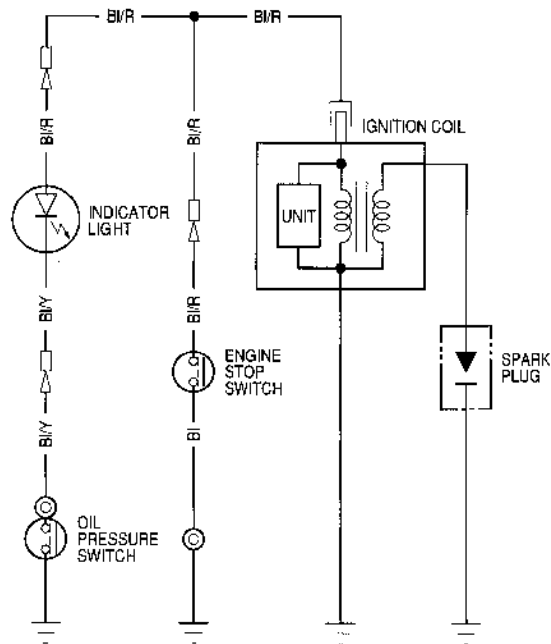 Bl/R
Bl/R
IGNITION COIL
Bl/R
Bl/R
INDICATOR
LIGHT
UNIT
Bl/Y
Bl/R
ENGINE
STOP
SWITCH
SPARK
PLUG
Bl/Y
Bl
OIL
PRESSURE
SWITCH